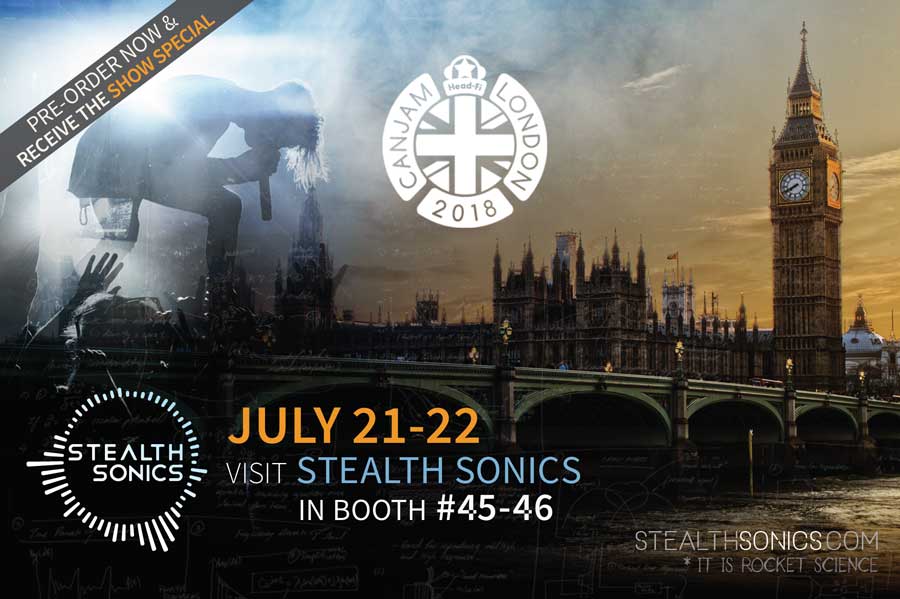 PRE-ORDER NOW &
RECEIVE THE SHOW SPECIAL
Head-Fi
CANJAM
LONDON
2018
STEALTH
SONICS
JULY 21-22
VISIT STEALTH SONICS
IN BOOTH #45-46
STEALTHSONICS.COM
* IT IS ROCKET SCIENCE